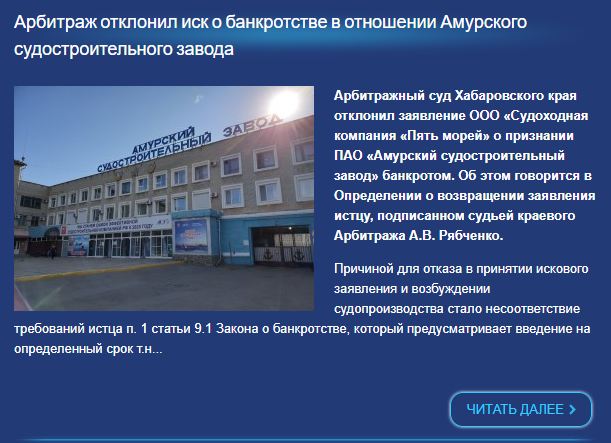 Арбитраж отклонил иск о банкротстве в отношении Амурского
судостроительного завода
АМУРСКИЙ
СУДОСТРОИТЕЛЬНЫЙ ЗАВОД
Арбитражный суд Хабаровского края
отклонил заявление ООО «Судоходная
компания «Пять морей» о признании
ПАО «Амурский судостроительный
завод» банкротом. Об этом говорится в
Определении о возвращении заявления
истцу, подписанном судьей краевого
Арбитража А.В. Рябченко.
Причиной для отказа в принятии искового
заявления и возбуждении
судопроизводства стало несоответствие
требований истца п. 1 статьи 9.1 Закона о банкротстве, который предусматривает введение на
определенный срок т.н...
ЧИТАТЬ ДАЛЕЕ